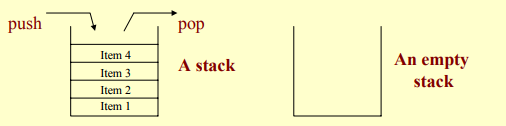 push
pop
Item 4
Item 3
Item 2
Item 1
A stack
An empty
stack